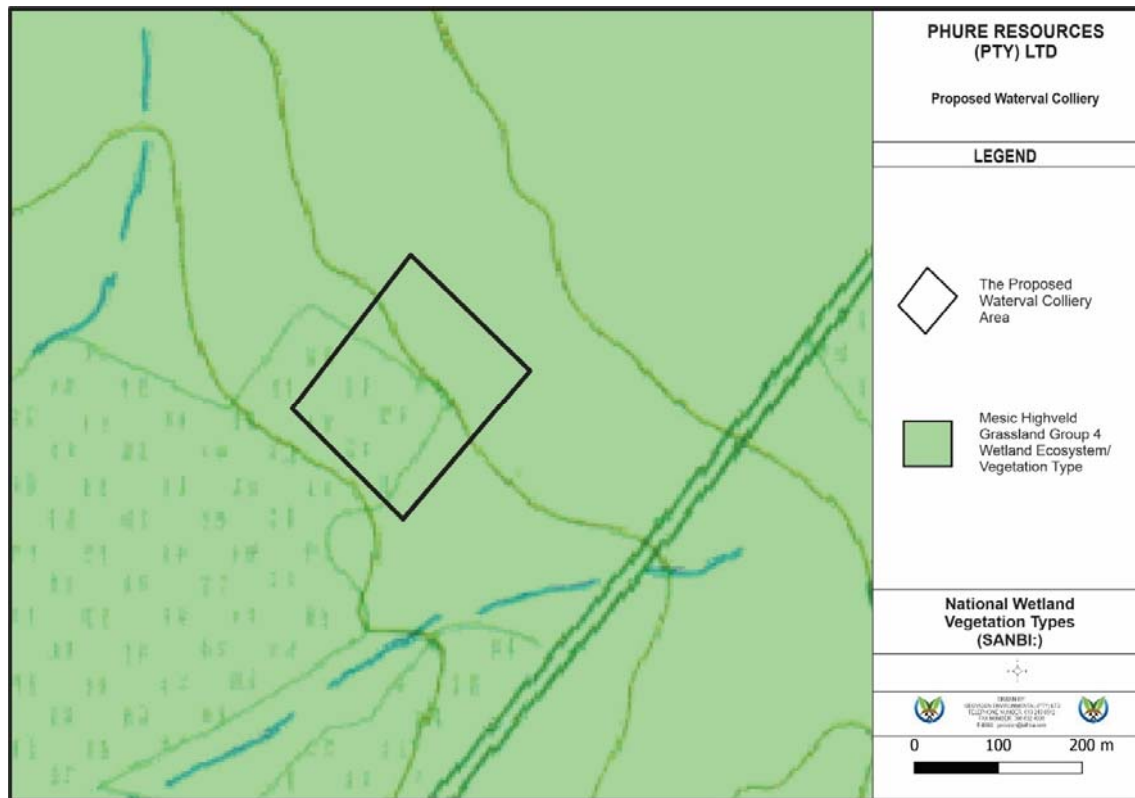 PHURE RESOURCES
(PTY) LTD
Proposed Waterval Colliery
LEGEND
The Proposed
Waterval Colliery
Area
Mesic Highveld
Grassland Group 4
Wetland Ecosystem/
Vegetation Type
National Wetland
Vegetation Types
(SANBI:)
0 100 200 m